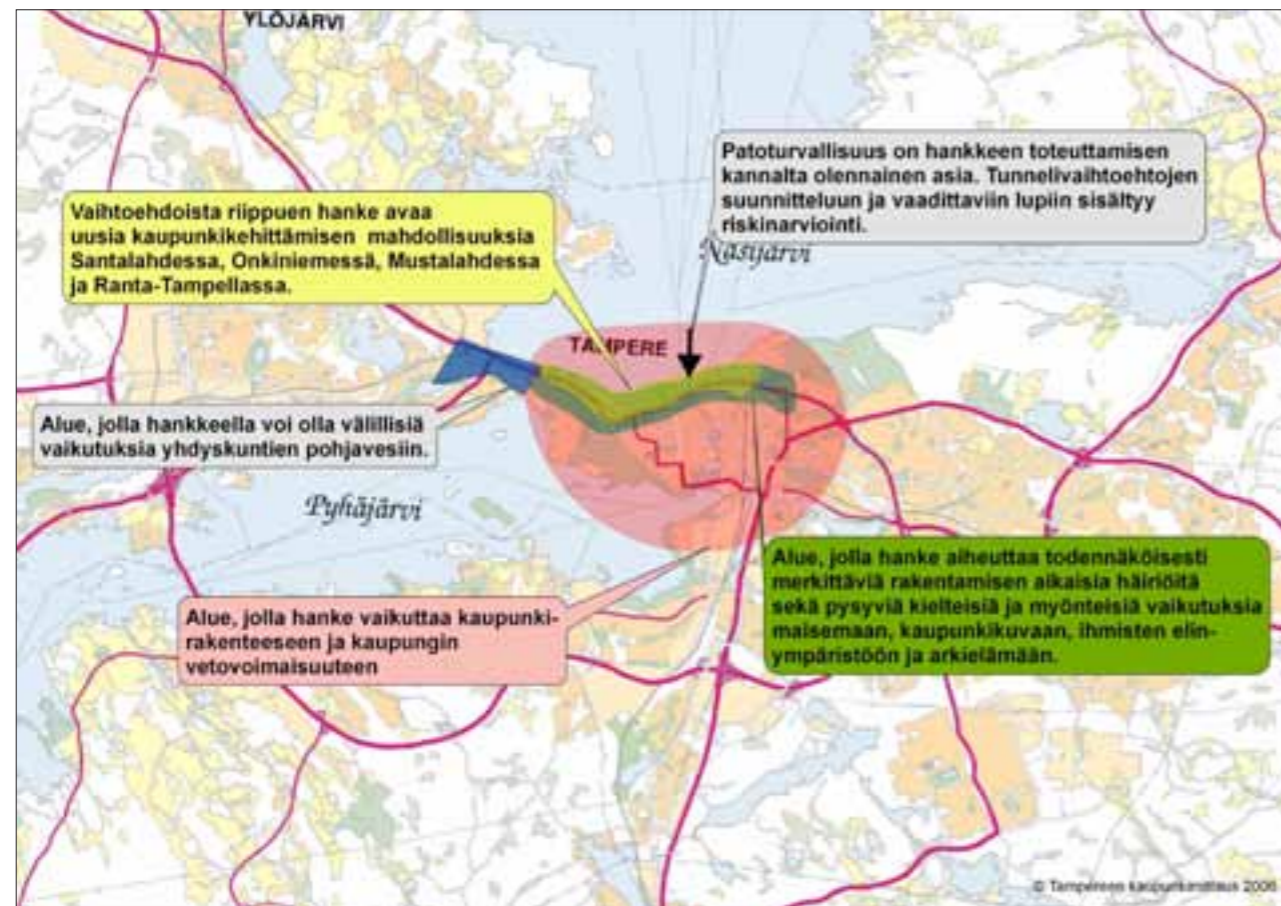 YLÖJÄRVI
Patoturvallisuus on hankkeen toteuttamisen
kannalta olennainen asia. Tunnelivaihtoehtojen
suunnitteluun ja vaadittaviin lupiin sisältyy
riskinarviointi.
Vaihtoehdoista riippuen hanke avaa
uusia kaupunkikehittämisen mahdollisuuksia
Santalahdessa, Onkiniemessä, Mustalahdessa
ja Ranta-Tampellassa.
Näsijärvi
TAMPERE
Alue, jolla hankkeella voi olla välillisiä
vaikutuksia yhdyskuntien pohjavesiin.
Pyhäjärvi
Alue, jolla hanke aiheuttaa todennäköisesti
merkittäviä rakentamisen aikaisia häiriöitä
sekä pysyviä kielteisiä ja myönteisiä vaikutuksia
maisemaan, kaupunkikuvaan, ihmisten elin-
ympäristöön ja arkielämään.
Alue, jolla hanke vaikuttaa kaupunki-
rakenteeseen ja kaupungin
vetovoimaisuuteen
© Tampereen kaupunkimittaus 2006